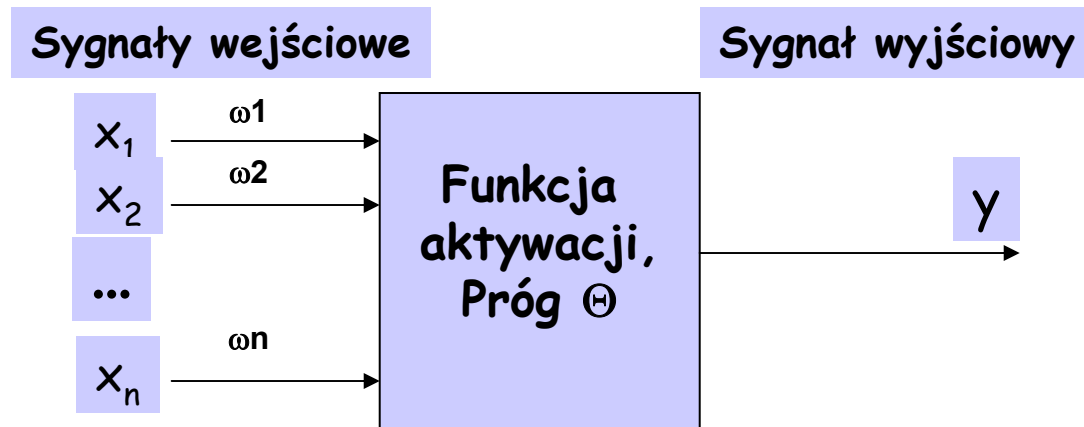 Sygnały wejściowe
Sygnał wyjściowy
x₁
ω1
x₂
ω2
...
xₙ
ωn
Funkcja
aktywacji,
Próg Θ
y